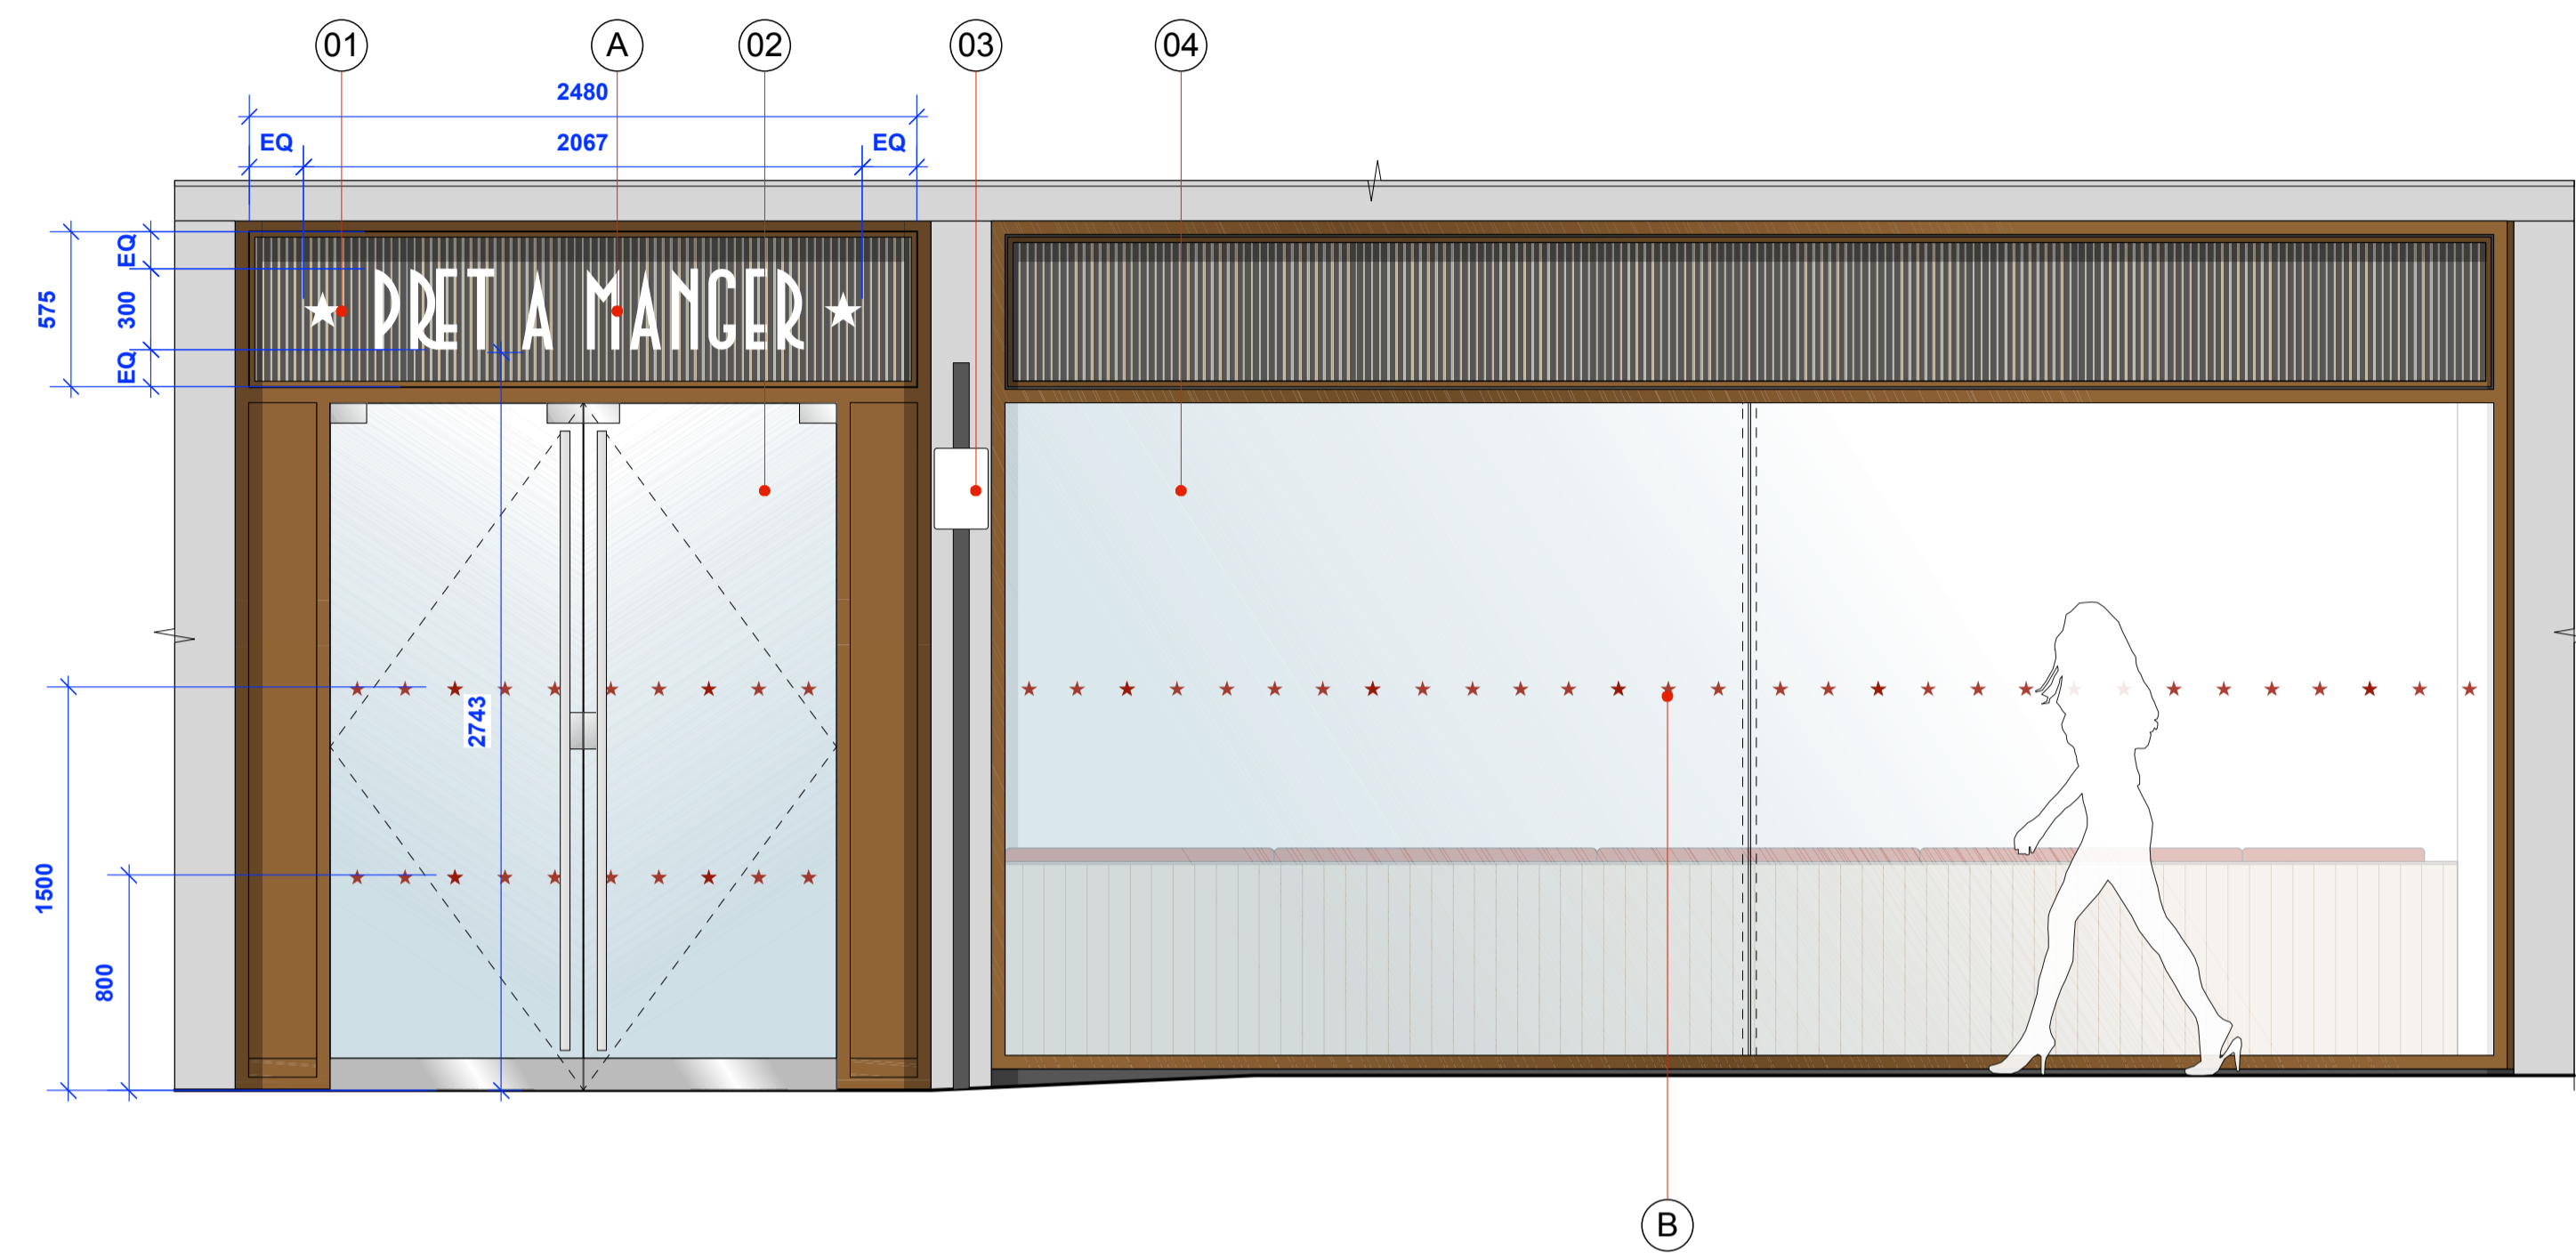 01 A 02 03 04
2480
EQ 2067 EQ
EQ
575 300
EQ
★ PRET A MANGER ★
2743
1500
800
B